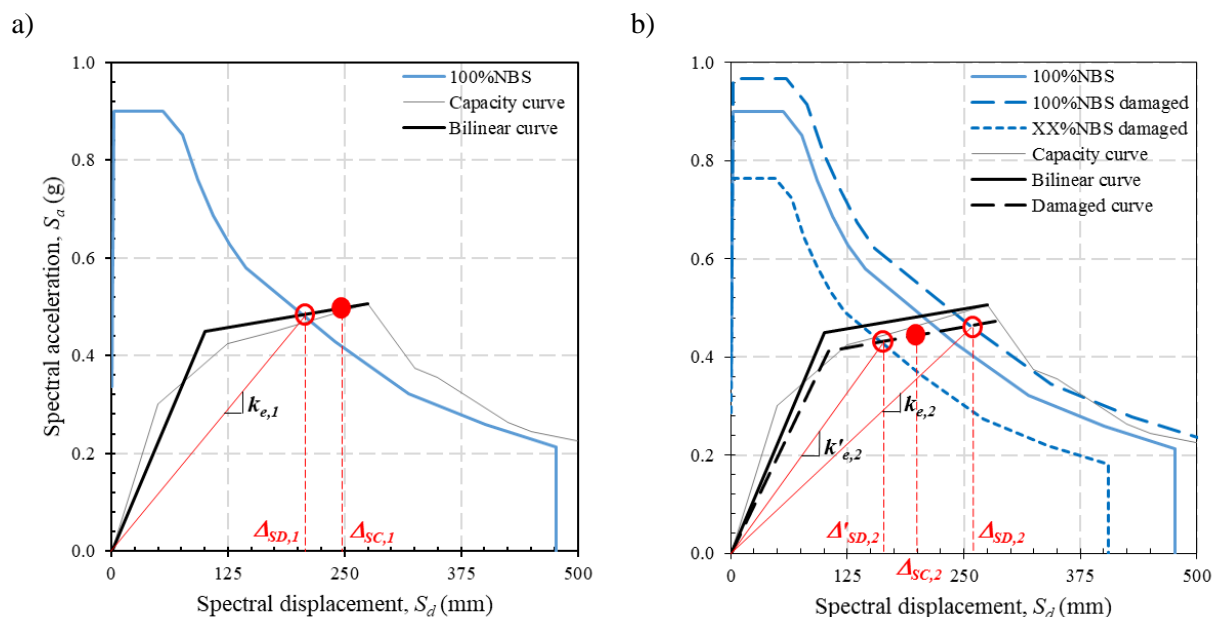 a)
1.0
0.8
0.6
0.4
0.2
0.0
Spectral acceleration, Sa (g)
100%NBS
Capacity curve
Bilinear curve
ke,1
ΔSD,1
ΔSC,1
0
125
250
375
500
Spectral displacement, Sd (mm)
b)
1.0
0.8
0.6
0.4
0.2
0.0
100%NBS
100%NBS damaged
XX%NBS damaged
Capacity curve
Bilinear curve
Damaged curve
ke,2
k'e,2
Δ'SD,2
ΔSD,2
ΔSC,2
0
125
250
375
500
Spectral displacement, Sd (mm)